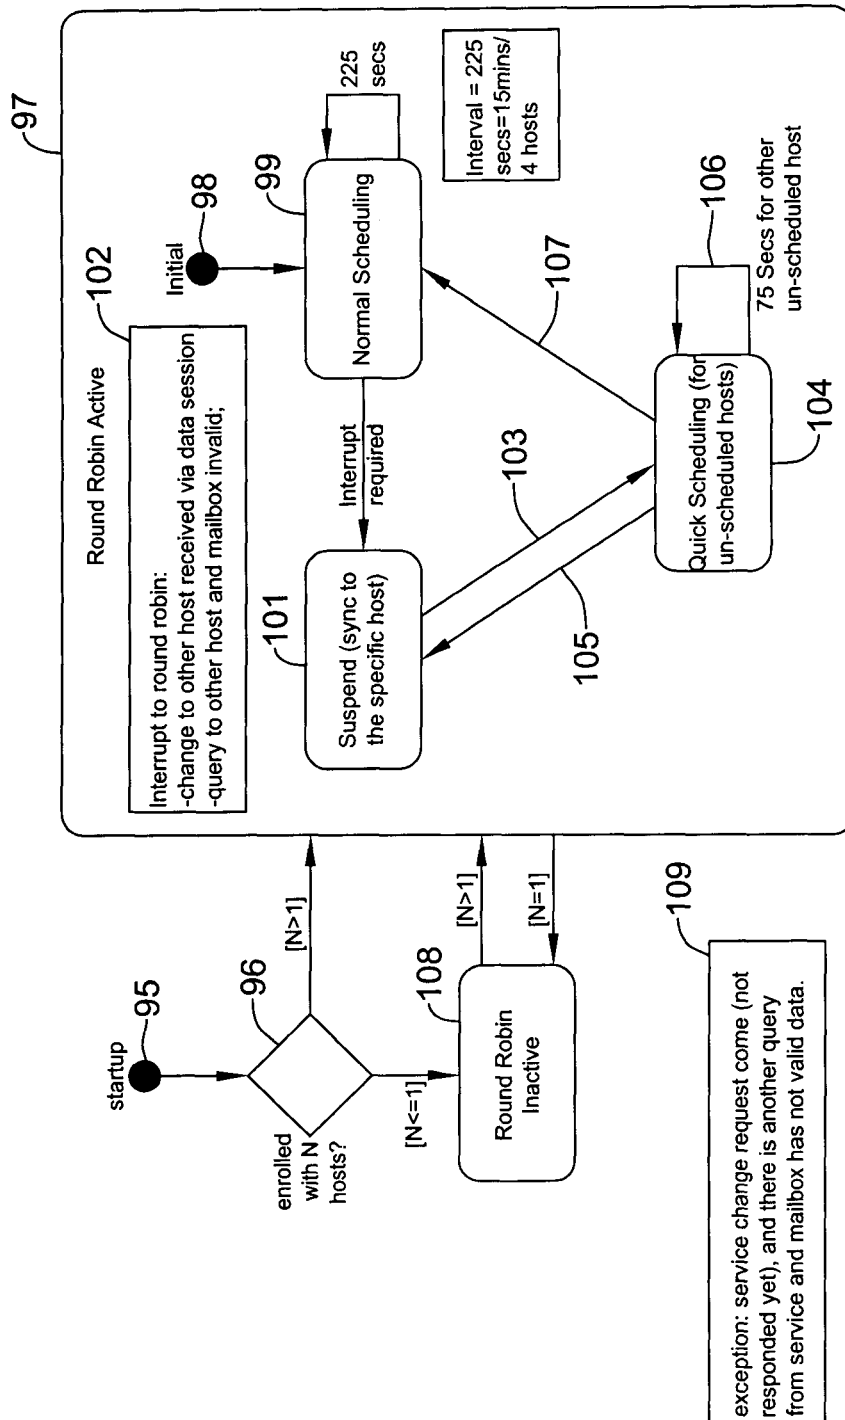 startup
95
enrolled
with N
hosts?
96
[N>1]
[N<=1]
Round Robin
Inactive
108
[N>1]
[N=1]
97
Round Robin Active
102
Interrupt to round robin:
-change to other host received via data session
-query to other host and mailbox invalid;
Initial
98
Normal Scheduling
99
225
secs
Interval = 225
secs=15mins/
4 hosts
Interrupt
required
101
Suspend (sync to
the specific host)
103
105
107
Quick Scheduling (for
un-scheduled hosts)
104
106
75 Secs for other
un-scheduled host
109
exception: service change request come (not
responded yet), and there is another query
from service and mailbox has not valid data.